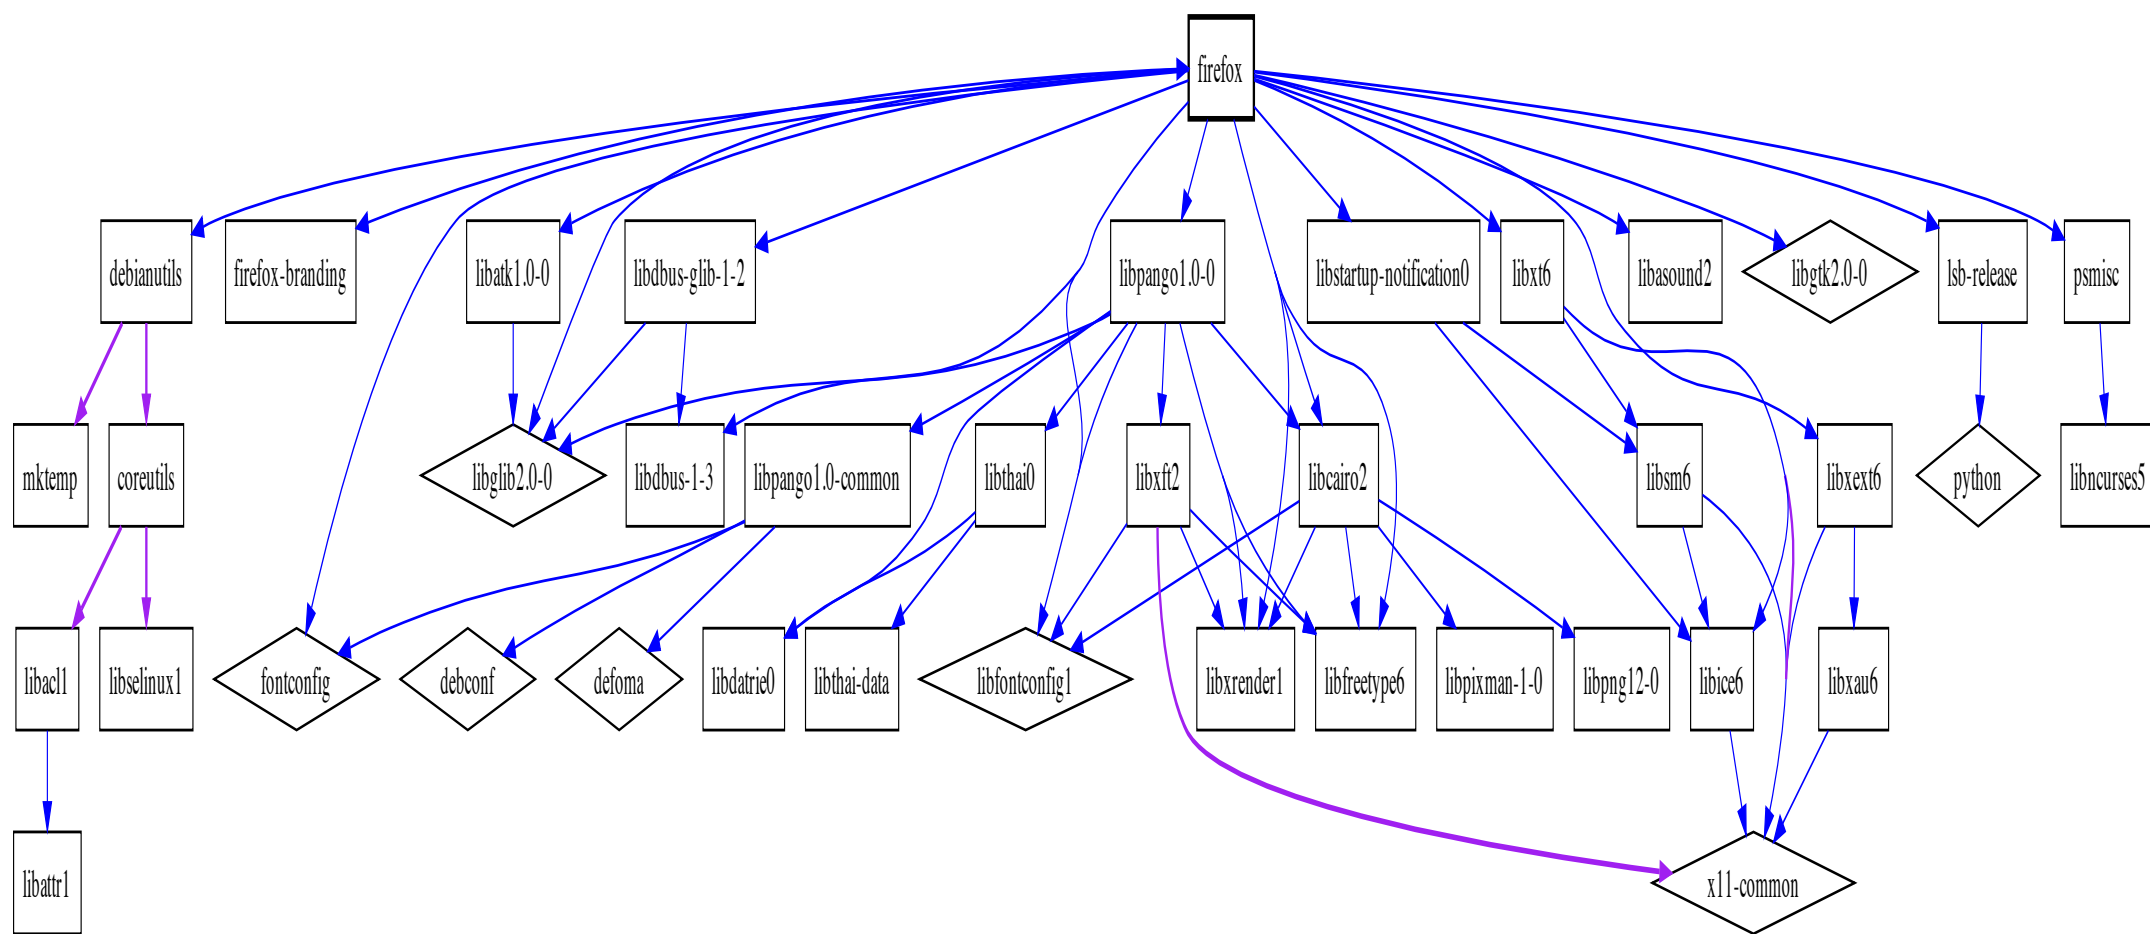 firefox
debianutils
firefox-branding
libatk1.0-0
libdbus-glib-1-2
libpango1.0-0
libstartup-notification0
libxt6
libasound2
libgtk2.0-0
lsb-release
psmisc
mktemp
coreutils
libglib2.0-0
libdbus-1-3
libpango1.0-common
libthai0
libxft2
libcairo2
libsm6
libxext6
python
libncurses5
libacl1
libselinux1
fontconfig
debconf
defoma
libdatrie0
libthai-data
libfontconfig1
libxrender1
libfreetype6
libpixman-1-0
libpng12-0
libice6
libxau6
libattr1
x11-common